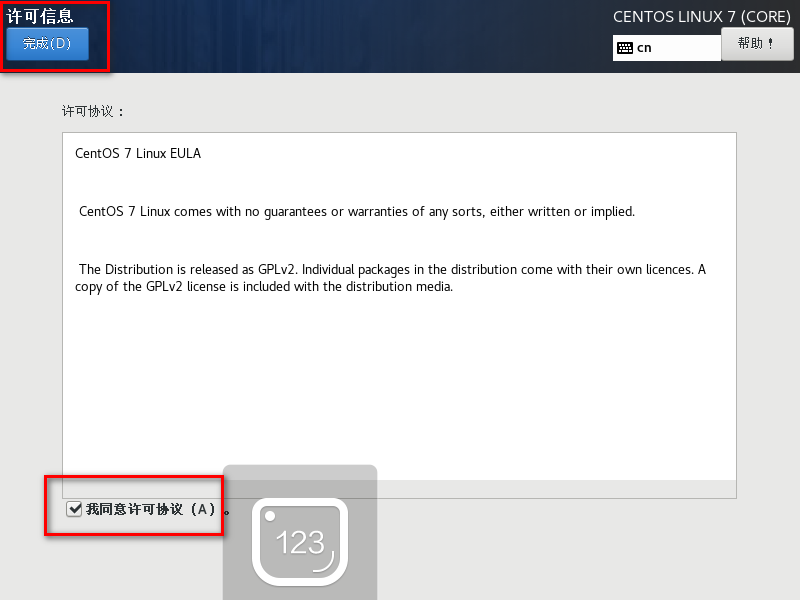 许可信息
CENTOS LINUX 7 (CORE)
完成(D)
cn
帮助！
许可协议：
CentOS 7 Linux EULA
CentOS 7 Linux comes with no guarantees or warranties of any sorts, either written or implied.
The Distribution is released as GPLv2. Individual packages in the distribution come with their own licences. A
copy of the GPLv2 license is included with the distribution media.
我同意许可协议（A）。
123